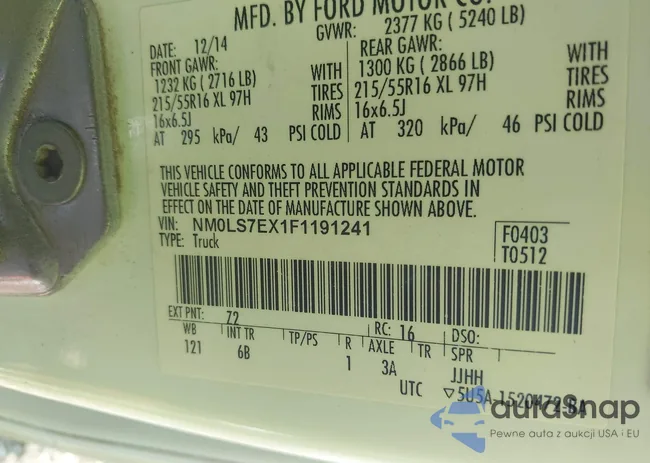 MFD. BY FORD MOTOR CO.
GVWR: 2377 KG ( 5240 LB)
DATE: 12/14
FRONT GAWR: REAR GAWR:
1232 KG ( 2716 LB) WITH 1300 KG ( 2866 LB) WITH
215/55R16 XL 97H TIRES 215/55R16 XL 97H TIRES
16x6.5J RIMS 16x6.5J RIMS
AT 295 kPa/ 43 PSI COLD AT 320 kPa/ 46 PSI COLD
THIS VEHICLE CONFORMS TO ALL APPLICABLE FEDERAL MOTOR
VEHICLE SAFETY AND THEFT PREVENTION STANDARDS IN
EFFECT ON THE DATE OF MANUFACTURE SHOWN ABOVE.
VIN: NM0LS7EX1F1191241
TYPE: Truck
F0403
T0512
EXT PNT: 72 RC: 16 DSO:
WB INT TR TP/PS R AXLE TR SPR
121 6B 1 3A JJHH
UTC ▽5U5A-1520472-BA
autosnap
Pewne auta z aukcji USA i EU